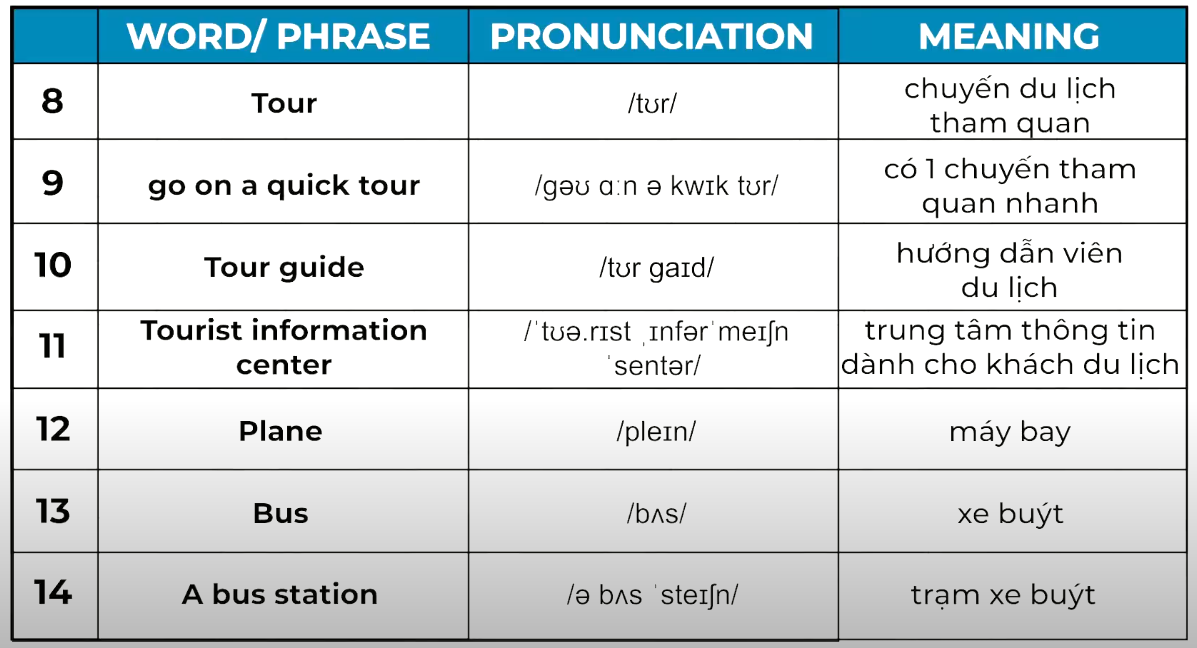 WORD/ PHRASE PRONUNCIATION MEANING
8 Tour /tʊr/ chuyến du lịch
tham quan
9 go on a quick tour /gəʊ ɑːn ə kwɪk tʊr/ có 1 chuyến tham
quan nhanh
10 Tour guide /tʊr gaɪd/ hướng dẫn viên
du lịch
11 Tourist information
center /ˈtʊə.rɪst ˌɪnfərˈmeɪʃn
ˈsentər/ trung tâm thông tin
dành cho khách du lịch
12 Plane /pleɪn/ máy bay
13 Bus /bʌs/ xe buýt
14 A bus station /ə bʌs ˈsteɪʃn/ trạm xe buýt